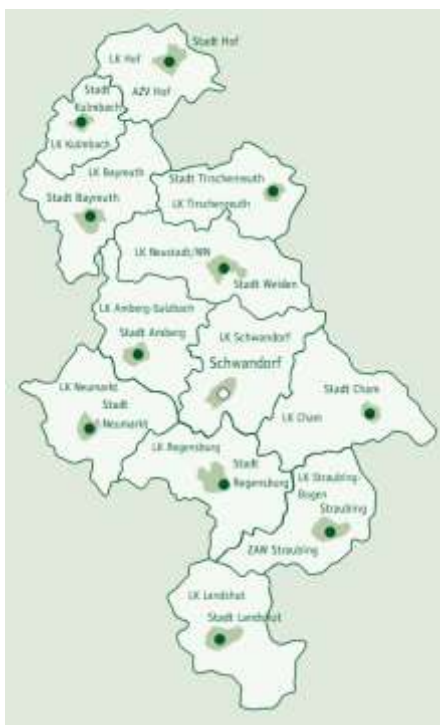 Stadt Hof
LK Hof
AZV Hof
Stadt
Kulmbach
LK Kulmbach
LK Bayreuth
Stadt Bayreuth
Stadt Tirschenreuth
LK Tirschenreuth
LK Neustadt/WN
Stadt Weiden
LK Amberg-Sulzbach
Stadt Amberg
LK Schwandorf
Schwandorf
LK Neumarkt
Stadt
Neumarkt
Stadt Cham
LK Cham
LK Regensburg
Stadt
Regensburg
LK Straubing-
Bogen
Straubing
ZAW Straubing
LK Landshut
Stadt Landshut